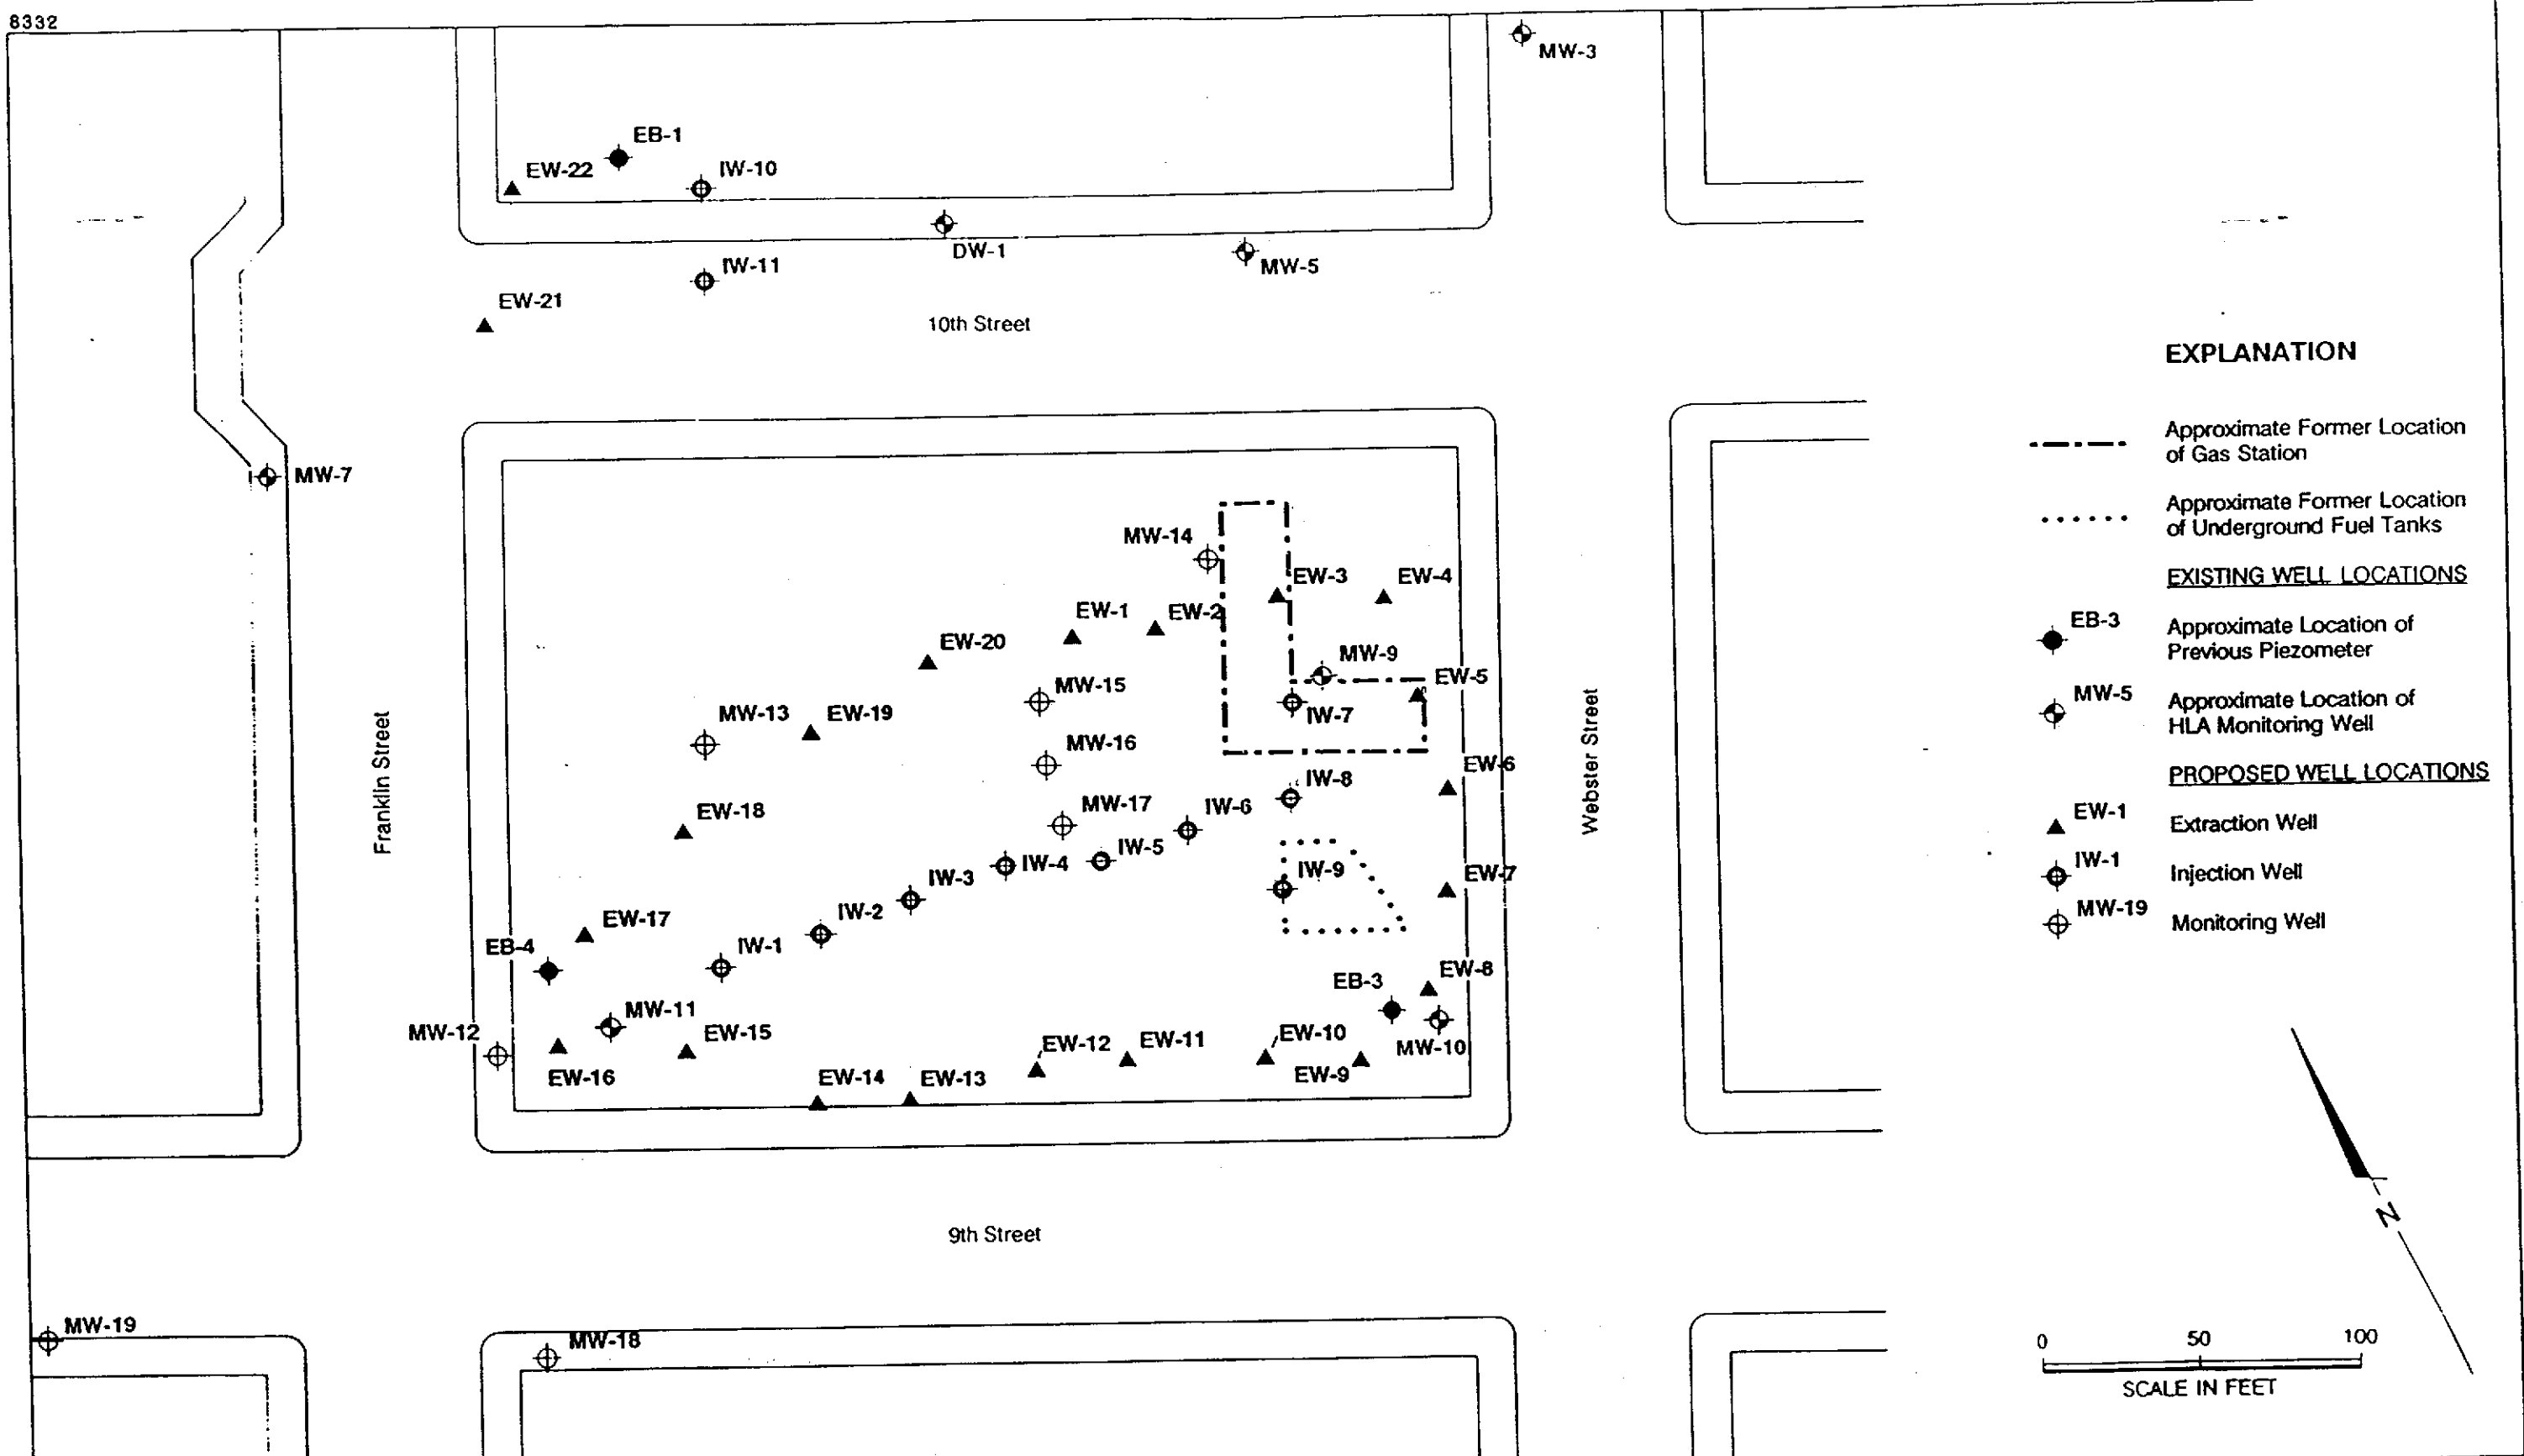 8332
MW-3
EB-1
EW-22
IW-10
DW-1
MW-5
IW-11
EW-21
10th Street
MW-7
MW-14
EW-3
EW-4
EW-1
EW-2
EW-20
MW-9
EW-5
MW-15
IW-7
MW-13
EW-19
MW-16
EW-6
IW-8
MW-17
IW-6
EW-18
IW-5
IW-4
IW-3
IW-9
EW-7
IW-2
EW-17
EB-4
IW-1
EB-3
EW-8
MW-11
MW-12
EW-15
EW-12
EW-11
EW-10
MW-10
EW-16
EW-14
EW-13
EW-9
Franklin Street
Webster Street
9th Street
MW-19
MW-18
EXPLANATION
Approximate Former Location
of Gas Station
Approximate Former Location
of Underground Fuel Tanks
EXISTING WELL LOCATIONS
EB-3
Approximate Location of
Previous Piezometer
MW-5
Approximate Location of
HLA Monitoring Well
PROPOSED WELL LOCATIONS
EW-1
Extraction Well
IW-1
Injection Well
MW-19
Monitoring Well
N
0 50 100
SCALE IN FEET